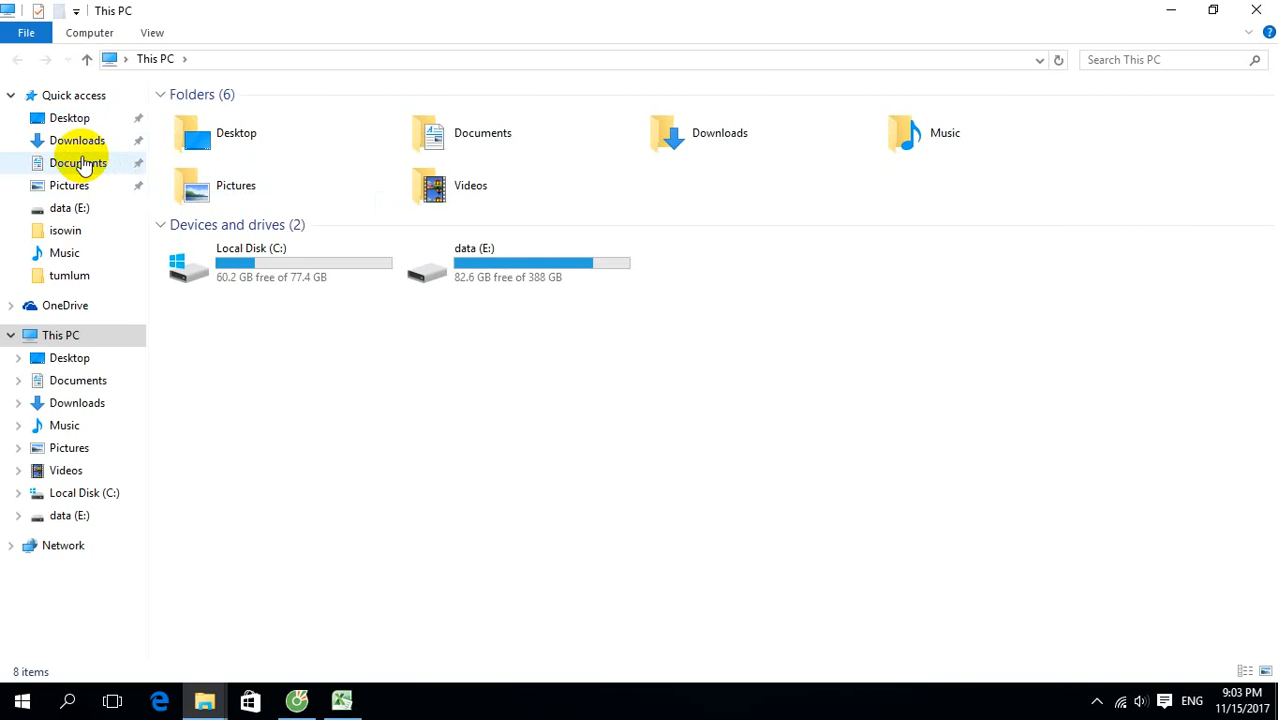 This PC
File Computer View
This PC
Search This PC
Quick access
Desktop
Downloads
Documents
Pictures
data (E:)
isowin
Music
tumlum
OneDrive
This PC
Desktop
Documents
Downloads
Music
Pictures
Videos
Local Disk (C:)
data (E:)
Network
Folders (6)
Desktop
Documents
Downloads
Music
Pictures
Videos
Devices and drives (2)
Local Disk (C:)
60.2 GB free of 77.4 GB
data (E:)
82.6 GB free of 388 GB
8 items
ENG
9:03 PM
11/15/2017